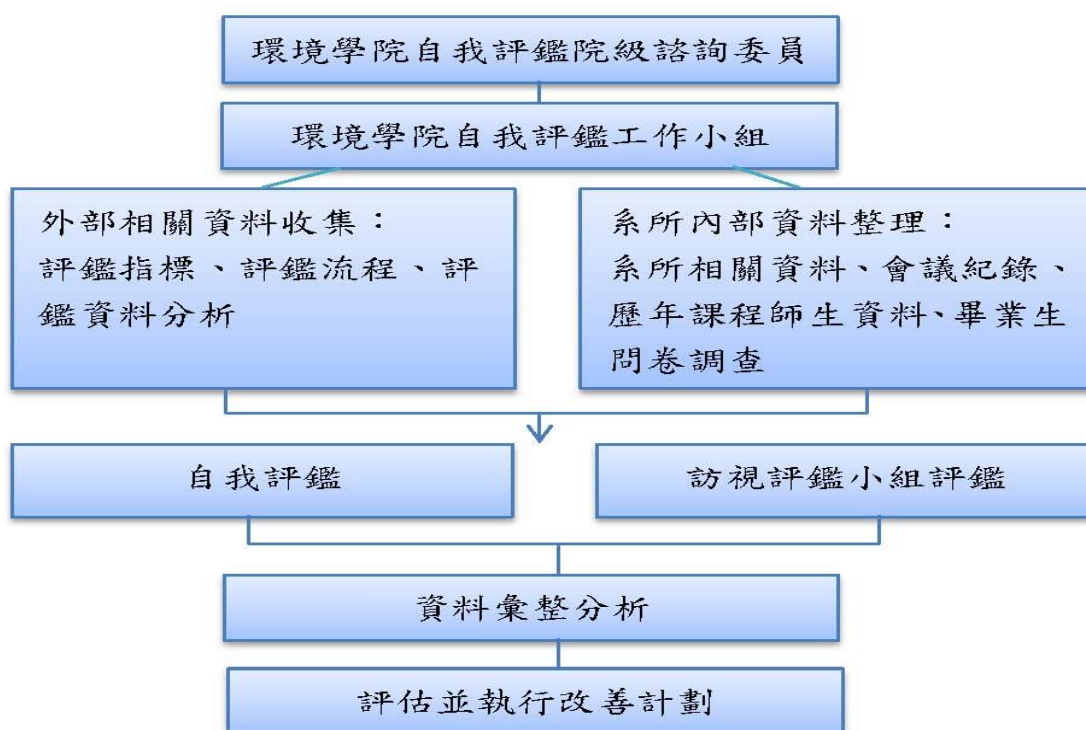 環境學院自我評鑑院級諮詢委員
環境學院自我評鑑工作小組
外部相關資料收集：
評鑑指標、評鑑流程、評
鑑資料分析
系所內部資料整理：
系所相關資料、會議紀錄、
歷年課程師生資料、畢業生
問卷調查
自我評鑑
訪視評鑑小組評鑑
資料彙整分析
評估並執行改善計劃